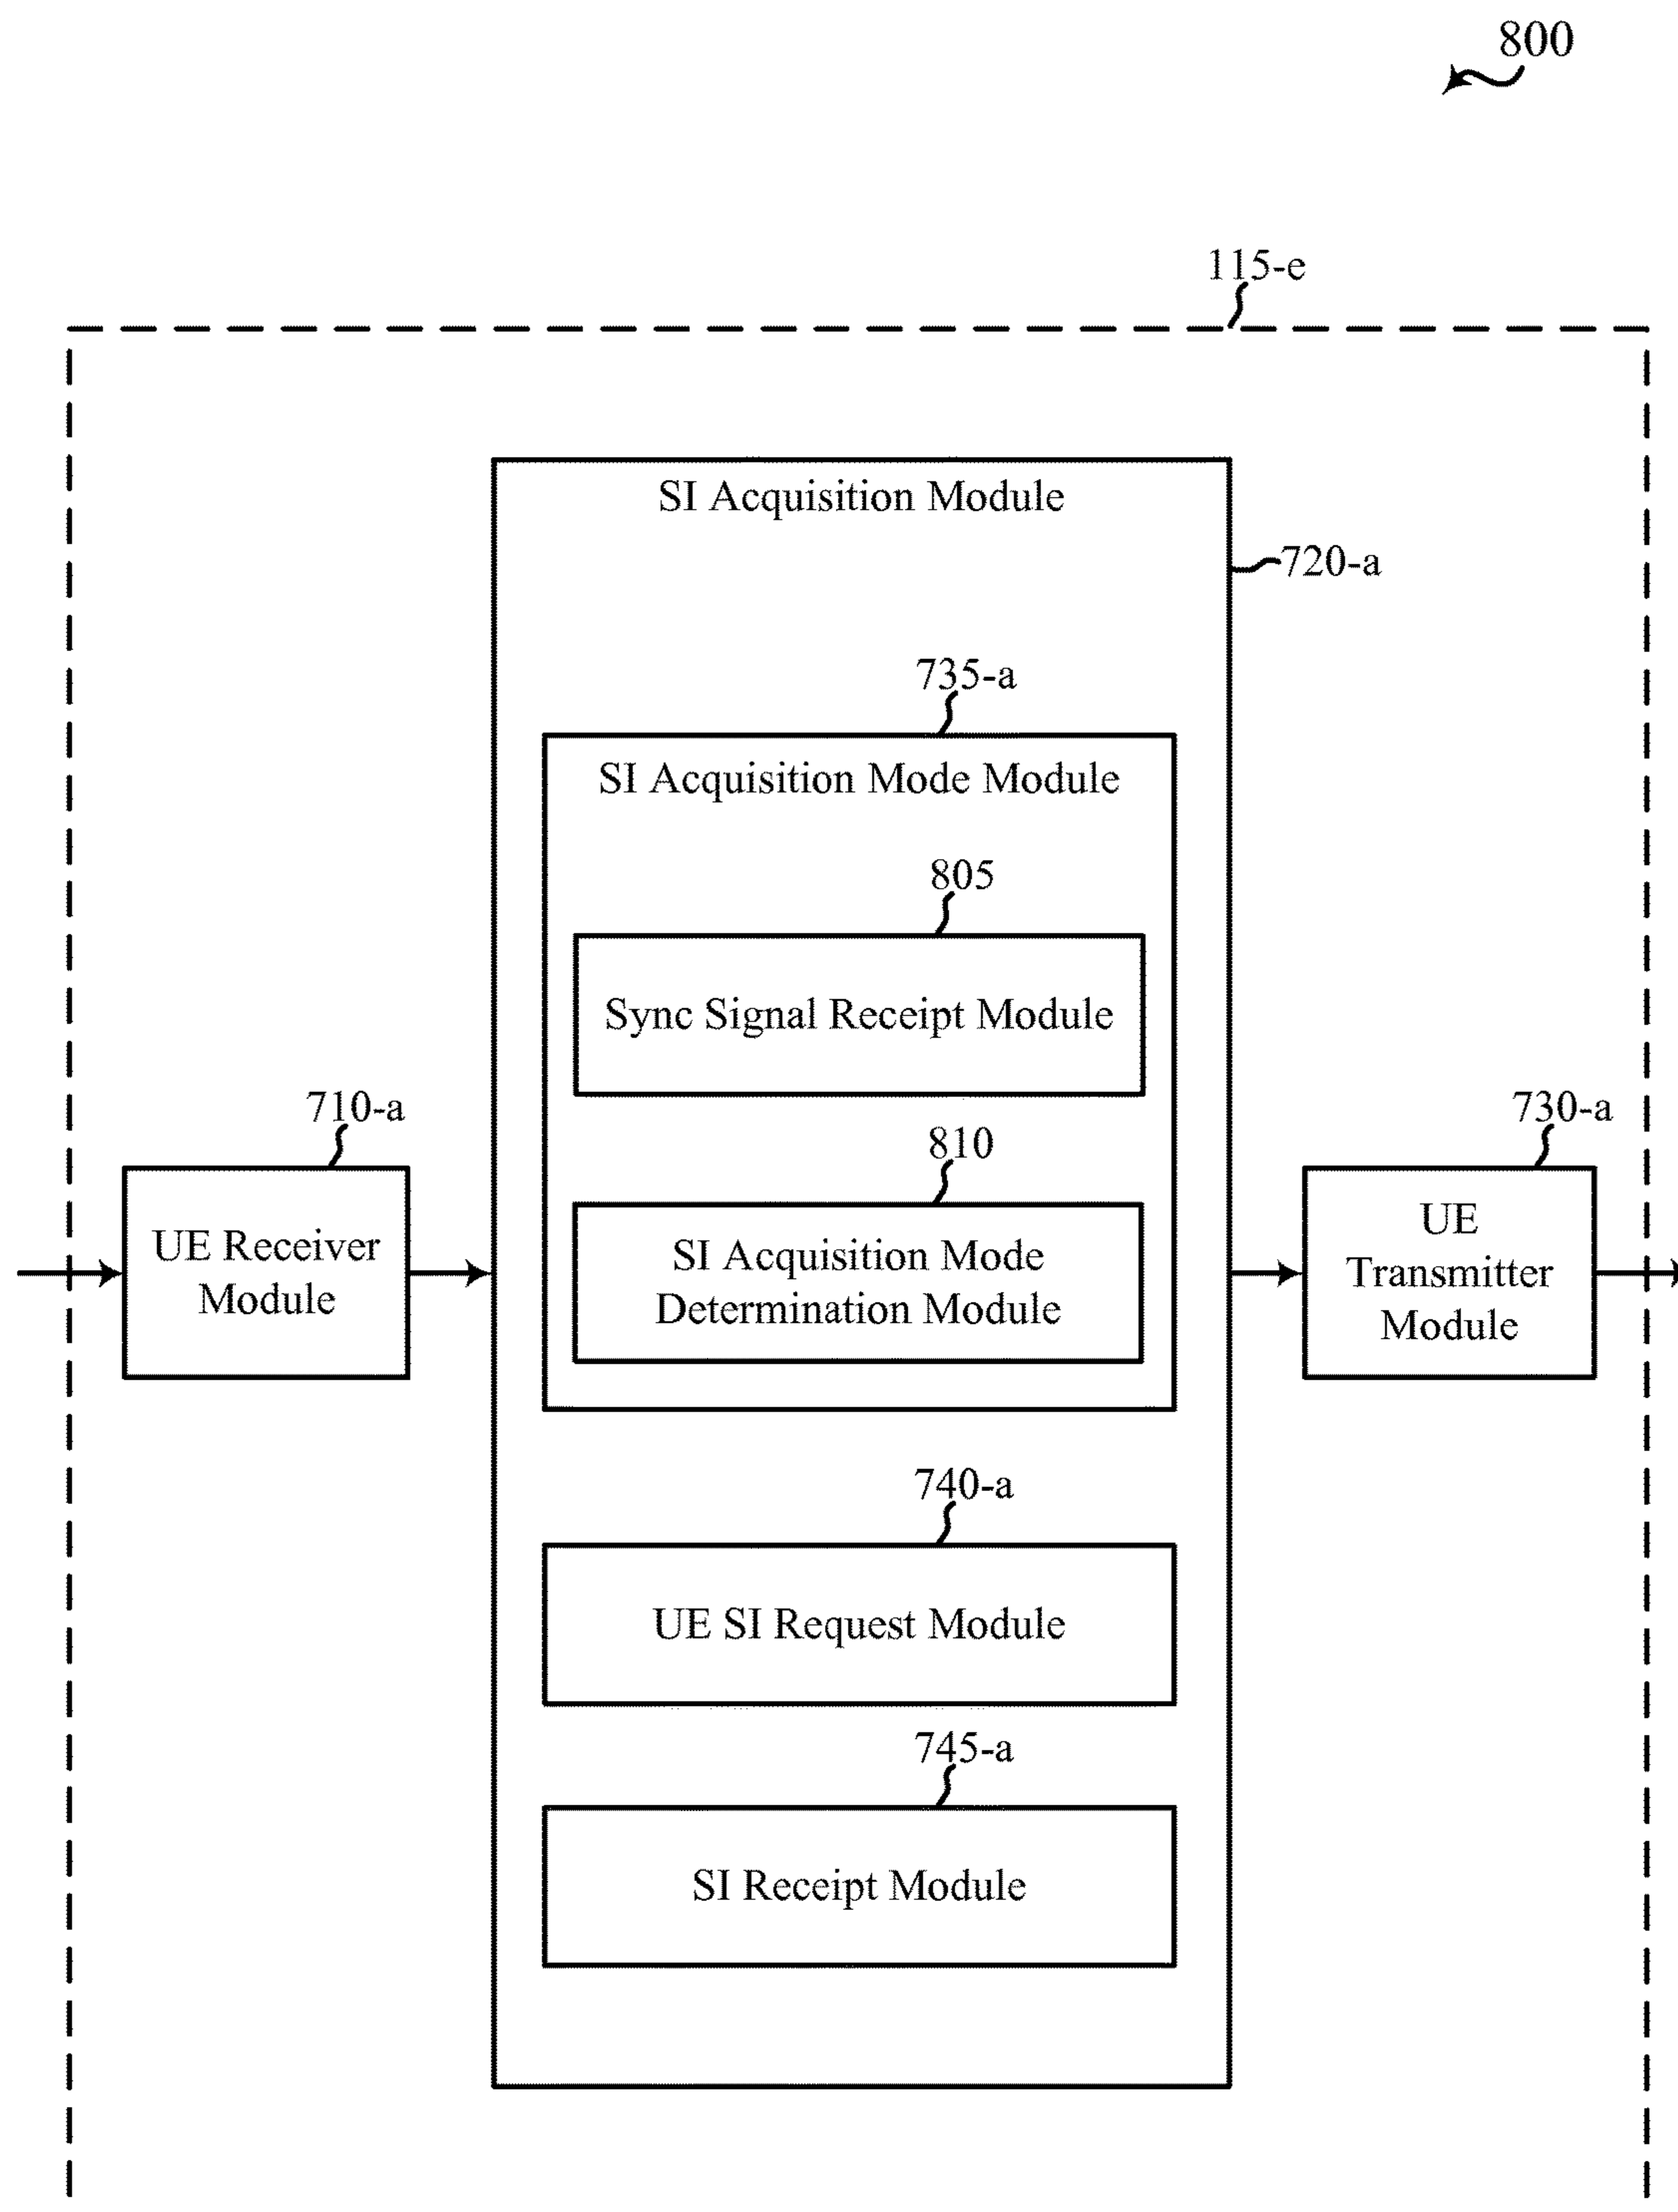 800
115-e
SI Acquisition Module
720-a
735-a
SI Acquisition Mode Module
805
Sync Signal Receipt Module
710-a
730-a
810
UE Receiver
Module
SI Acquisition Mode
Determination Module
UE
Transmitter
Module
740-a
UE SI Request Module
745-a
SI Receipt Module